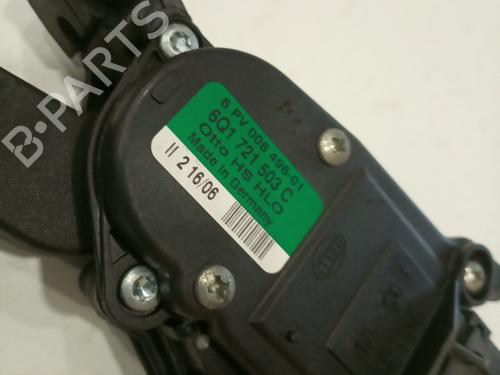 B-PARTS
6 PV 008 496-01
6Q1 721 503 C
Otto HS HLO
Made in Germany
II 2 16/06